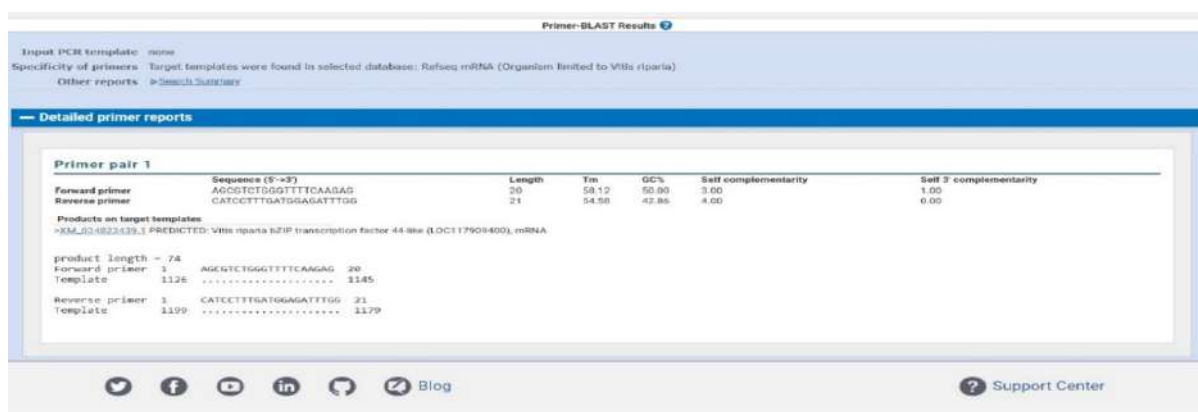 Primer-BLAST Results
Input PCR template none
Specificity of primers Target templates were found in selected database: Refseq mRNA (Organism limited to Vitis riparia)
Other reports Search Summary
Detailed primer reports
Primer pair 1
Sequence (5'->3') Length Tm GC% Self complementarity Self 3' complementarity
Forward primer AGCGTCTGGGTTTTCAAGAG 20 58.12 50.00 3.00 1.00
Reverse primer CATCCTTTGATGGAGATTTGG 21 54.58 42.86 4.00 0.00
Products on target templates
>XM_034823439.1 PREDICTED: Vitis riparia bZIP transcription factor 44-like (LOC117909400), mRNA
product length = 74
Forward primer 1 AGCGTCTGGGTTTTCAAGAG 20
Template 1126 .................... 1145
Reverse primer 1 CATCCTTTGATGGAGATTTGG 21
Template 1199 ..................... 1179
Blog
Support Center